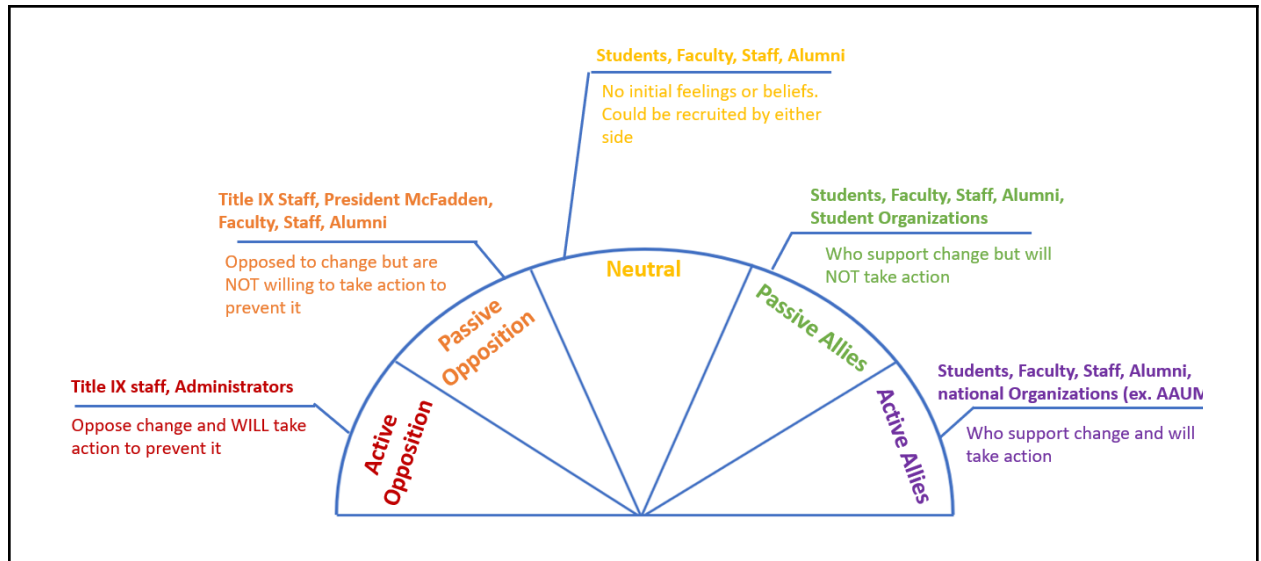 Students, Faculty, Staff, Alumni
No initial feelings or beliefs.
Could be recruited by either
side
Title IX Staff, President McFadden,
Faculty, Staff, Alumni
Opposed to change but are
NOT willing to take action to
prevent it
Students, Faculty, Staff, Alumni,
Student Organizations
Who support change but will
NOT take action
Title IX staff, Administrators
Oppose change and WILL take
action to prevent it
Students, Faculty, Staff, Alumni,
national Organizations (ex. AAUM
Who support change and will
take action
Active
Opposition
Passive
Opposition
Neutral
Passive Allies
Active Allies